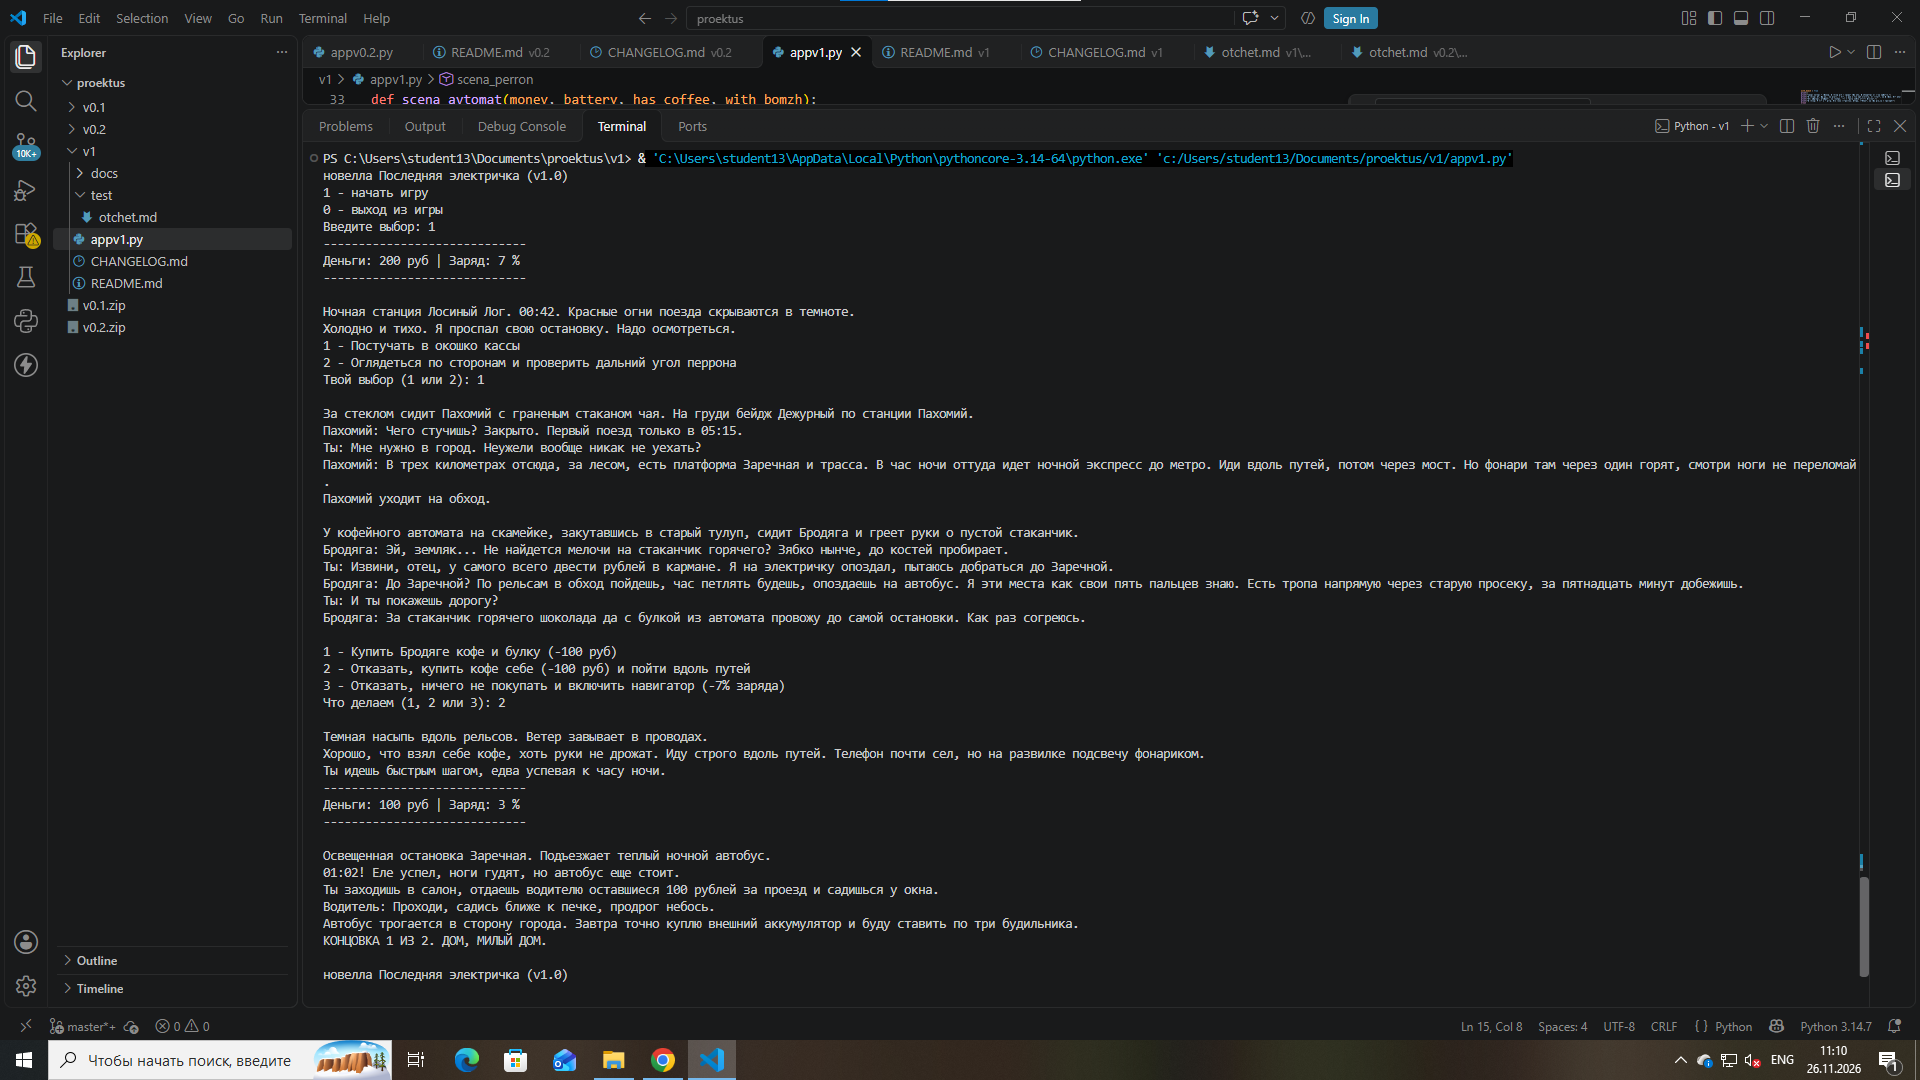 File Edit Selection View Go Run Terminal Help
proektus
Sign In
Explorer
proektus
v0.1
v0.2
v1
docs
test
otchet.md
appv1.py
CHANGELOG.md
README.md
v0.1.zip
v0.2.zip
Outline
Timeline
10K+
appv0.2.py
README.md v0.2
CHANGELOG.md v0.2
appv1.py
README.md v1
CHANGELOG.md v1
otchet.md v1\...
otchet.md v0.2\...
v1 > appv1.py > scena_perron
33 def scena_avtomat(money, battery, has_coffee, with_bomzh):
Problems Output Debug Console Terminal Ports
Python - v1
PS C:\Users\student13\Documents\proektus\v1> & 'C:\Users\student13\AppData\Local\Python\pythoncore-3.14-64\python.exe' 'c:/Users/student13/Documents/proektus/v1/appv1.py'
новелла Последняя электричка (v1.0)
1 - начать игру
0 - выход из игры
Введите выбор: 1
-----------------------------
Деньги: 200 руб | Заряд: 7 %
-----------------------------
Ночная станция Лосиный Лог. 00:42. Красные огни поезда скрываются в темноте.
Холодно и тихо. Я проспал свою остановку. Надо осмотреться.
1 - Постучать в окошко кассы
2 - Оглядеться по сторонам и проверить дальний угол перрона
Твой выбор (1 или 2): 1
За стеклом сидит Пахомий с граненым стаканом чая. На груди бейдж Дежурный по станции Пахомий.
Пахомий: Чего стучишь? Закрыто. Первый поезд только в 05:15.
Ты: Мне нужно в город. Неужели вообще никак не уехать?
Пахомий: В трех километрах отсюда, за лесом, есть платформа Заречная и трасса. В час ночи оттуда идет ночной экспресс до метро. Иди вдоль путей, потом через мост. Но фонари там через один горят, смотри ноги не переломай
.
Пахомий уходит на обход.
У кофейного автомата на скамейке, закутавшись в старый тулуп, сидит Бродяга и греет руки о пустой стаканчик.
Бродяга: Эй, земляк... Не найдется мелочи на стаканчик горячего? Зябко нынче, до костей пробирает.
Ты: Извини, отец, у самого всего двести рублей в кармане. Я на электричку опоздал, пытаюсь добраться до Заречной.
Бродяга: До Заречной? По рельсам в обход пойдешь, час петлять будешь, опоздаешь на автобус. Я эти места как свои пять пальцев знаю. Есть тропа напрямую через старую просеку, за пятнадцать минут добежишь.
Ты: И ты покажешь дорогу?
Бродяга: За стаканчик горячего шоколада да с булкой из автомата провожу до самой остановки. Как раз согреюсь.
1 - Купить Бродяге кофе и булку (-100 руб)
2 - Отказать, купить кофе себе (-100 руб) и пойти вдоль путей
3 - Отказать, ничего не покупать и включить навигатор (-7% заряда)
Что делаем (1, 2 или 3): 2
Темная насыпь вдоль рельсов. Ветер завывает в проводах.
Хорошо, что взял себе кофе, хоть руки не дрожат. Иду строго вдоль путей. Телефон почти сел, но на развилке подсвечу фонариком.
Ты идешь быстрым шагом, едва успевая к часу ночи.
-----------------------------
Деньги: 100 руб | Заряд: 3 %
-----------------------------
Освещенная остановка Заречная. Подъезжает теплый ночной автобус.
01:02! Еле успел, ноги гудят, но автобус еще стоит.
Ты заходишь в салон, отдаешь водителю оставшиеся 100 рублей за проезд и садишься у окна.
Водитель: Проходи, садись ближе к печке, продрог небось.
Автобус трогается в сторону города. Завтра точно куплю внешний аккумулятор и буду ставить по три будильника.
КОНЦОВКА 1 ИЗ 2. ДОМ, МИЛЫЙ ДОМ.
новелла Последняя электричка (v1.0)
master*+ 0 0
Ln 15, Col 8 Spaces: 4 UTF-8 CRLF { } Python Python 3.14.7
Чтобы начать поиск, введите
ENG
11:10
26.11.2026
1